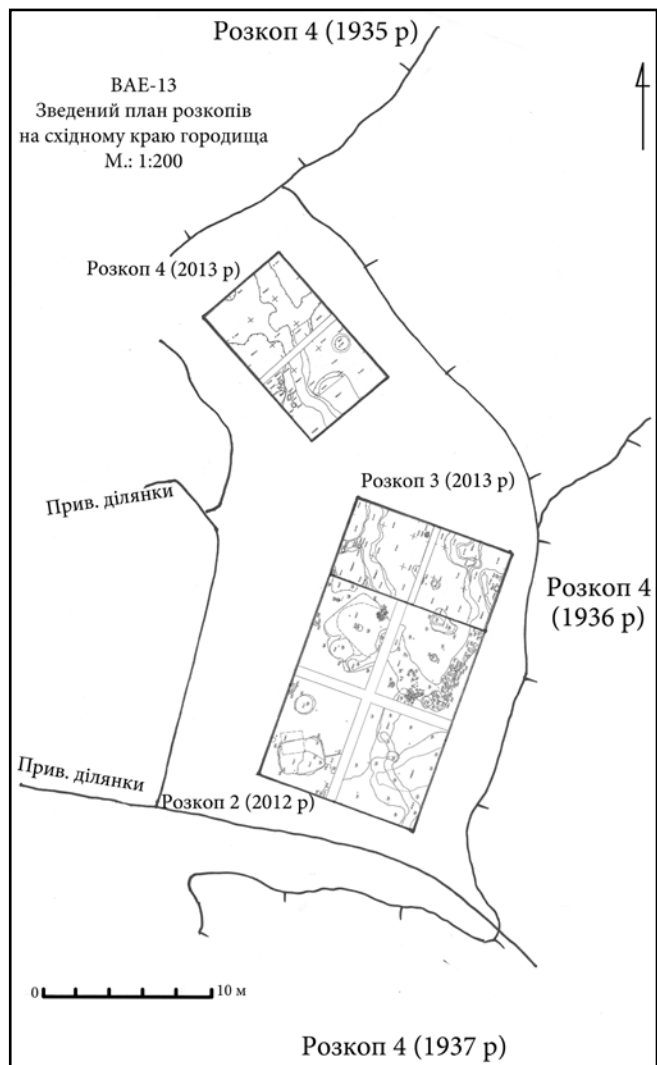 Розкоп 4 (1935 р)
ВАЕ-13
Зведений план розкопів
на східному краю городища
М.: 1:200
Розкоп 4 (2013 р)
Розкоп 3 (2013 р)
Прив. ділянки
Розкоп 4
(1936 р)
Прив. ділянки
Розкоп 2 (2012 р)
0
10 м
Розкоп 4 (1937 р)